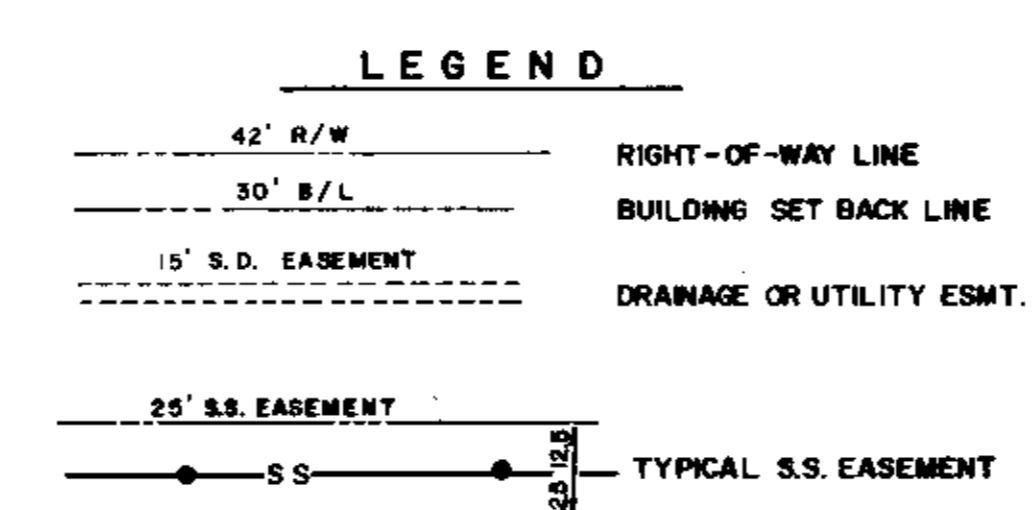 LEGEND
42' R/W
RIGHT-OF-WAY LINE
30' B/L
BUILDING SET BACK LINE
15' S.D. EASEMENT
DRAINAGE OR UTILITY ESMT.
25' S.S. EASEMENT
12.5
SS
TYPICAL S.S. EASEMENT